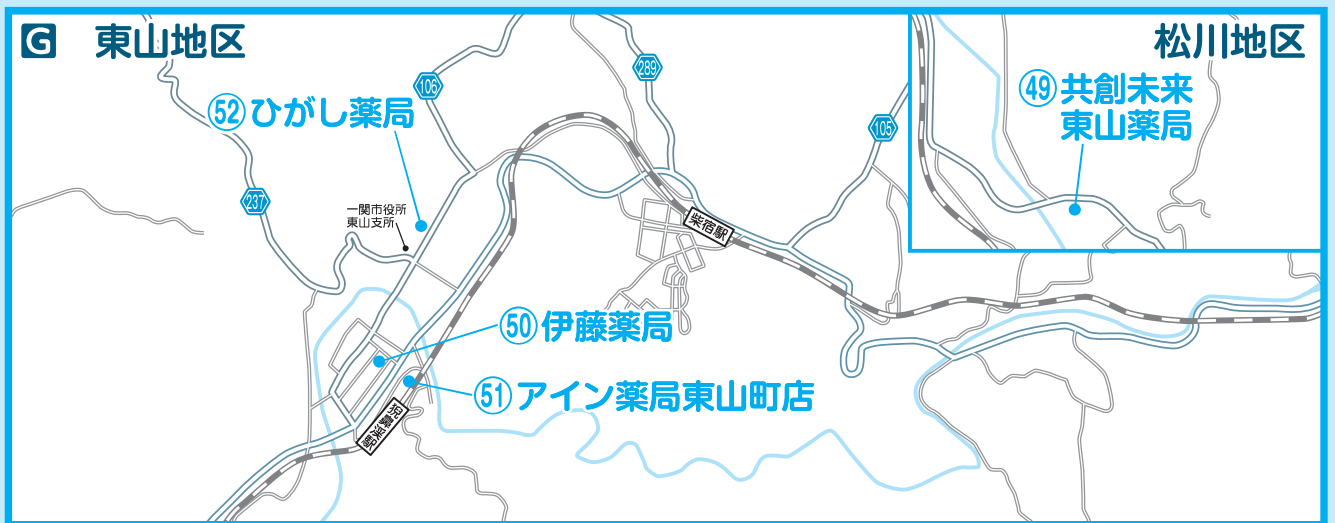 G 東山地区
松川地区
106
289
49 共創未来
東山薬局
52 ひがし薬局
105
237
一関市役所
東山支所
柴宿駅
50 伊藤薬局
51 アイン薬局東山町店
猊鼻渓駅